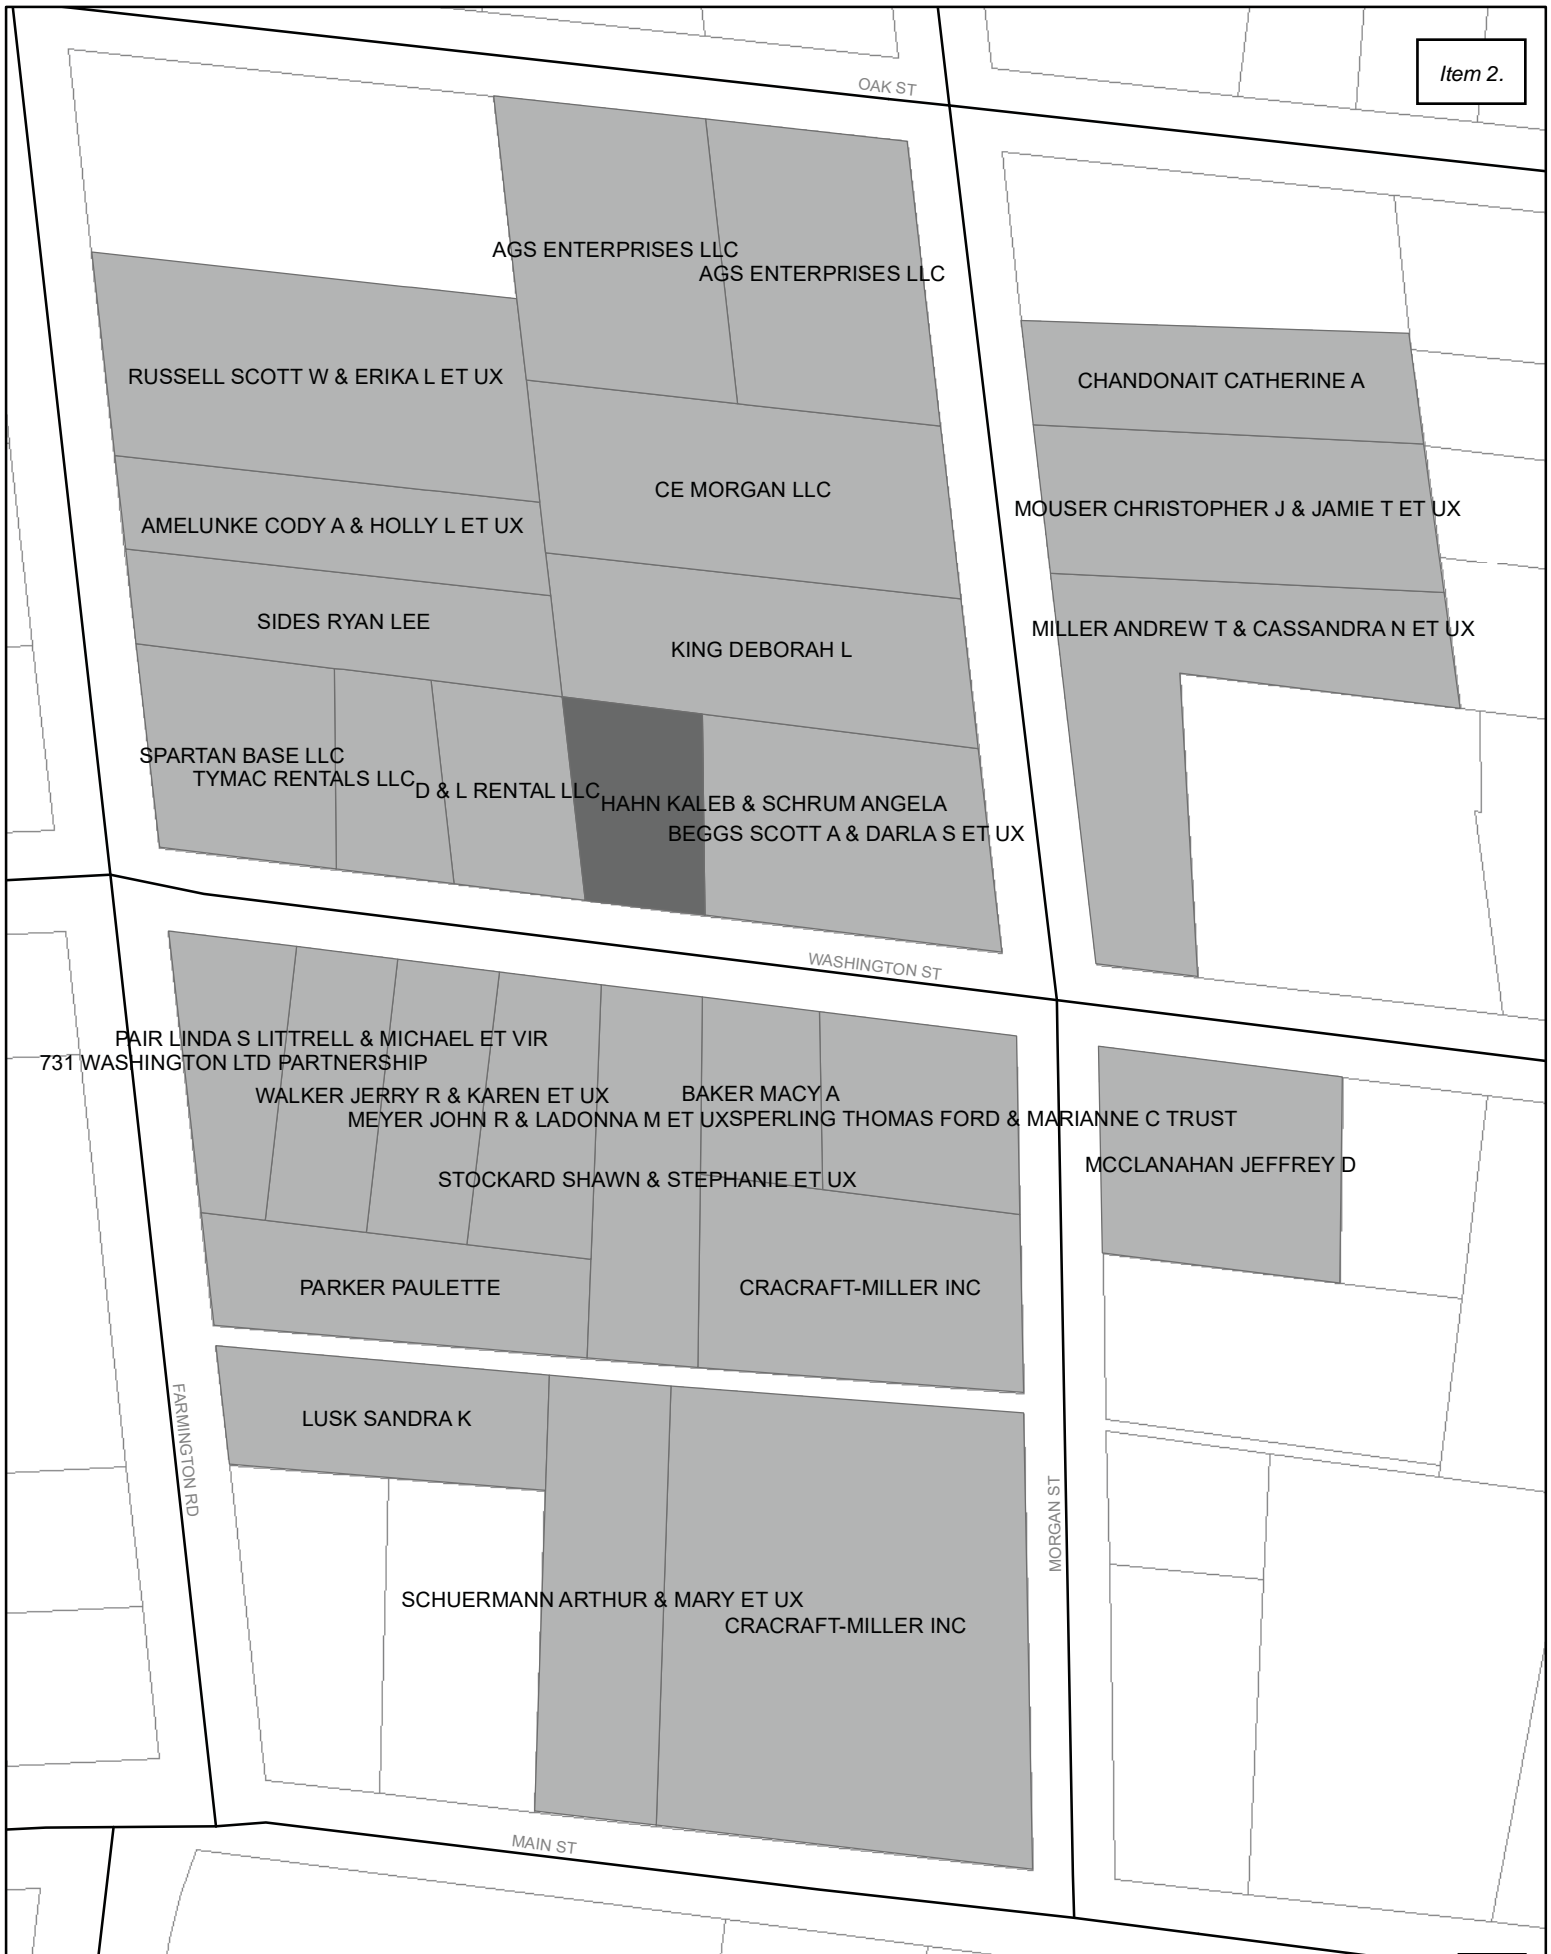 Item 2.
OAK ST
AGS ENTERPRISES LLC
AGS ENTERPRISES LLC
RUSSELL SCOTT W & ERIKA L ET UX
CHANDONAIT CATHERINE A
CE MORGAN LLC
MOUSER CHRISTOPHER J & JAMIE T ET UX
AMELUNKE CODY A & HOLLY L ET UX
SIDES RYAN LEE
MILLER ANDREW T & CASSANDRA N ET UX
KING DEBORAH L
SPARTAN BASE LLC
TYMAC RENTALS LLC
D & L RENTAL LLC
HAHN KALEB & SCHRUM ANGELA
BEGGS SCOTT A & DARLA S ET UX
WASHINGTON ST
PAIR LINDA S LITTRELL & MICHAEL ET VIR
731 WASHINGTON LTD PARTNERSHIP
WALKER JERRY R & KAREN ET UX
BAKER MACY A
MEYER JOHN R & LADONNA M ET UX
SPERLING THOMAS FORD & MARIANNE C TRUST
MCCLANAHAN JEFFREY D
STOCKARD SHAWN & STEPHANIE ET UX
PARKER PAULETTE
CRACRAFT-MILLER INC
LUSK SANDRA K
FARMINGTON RD
MORGAN ST
SCHUERMANN ARTHUR & MARY ET UX
CRACRAFT-MILLER INC
MAIN ST